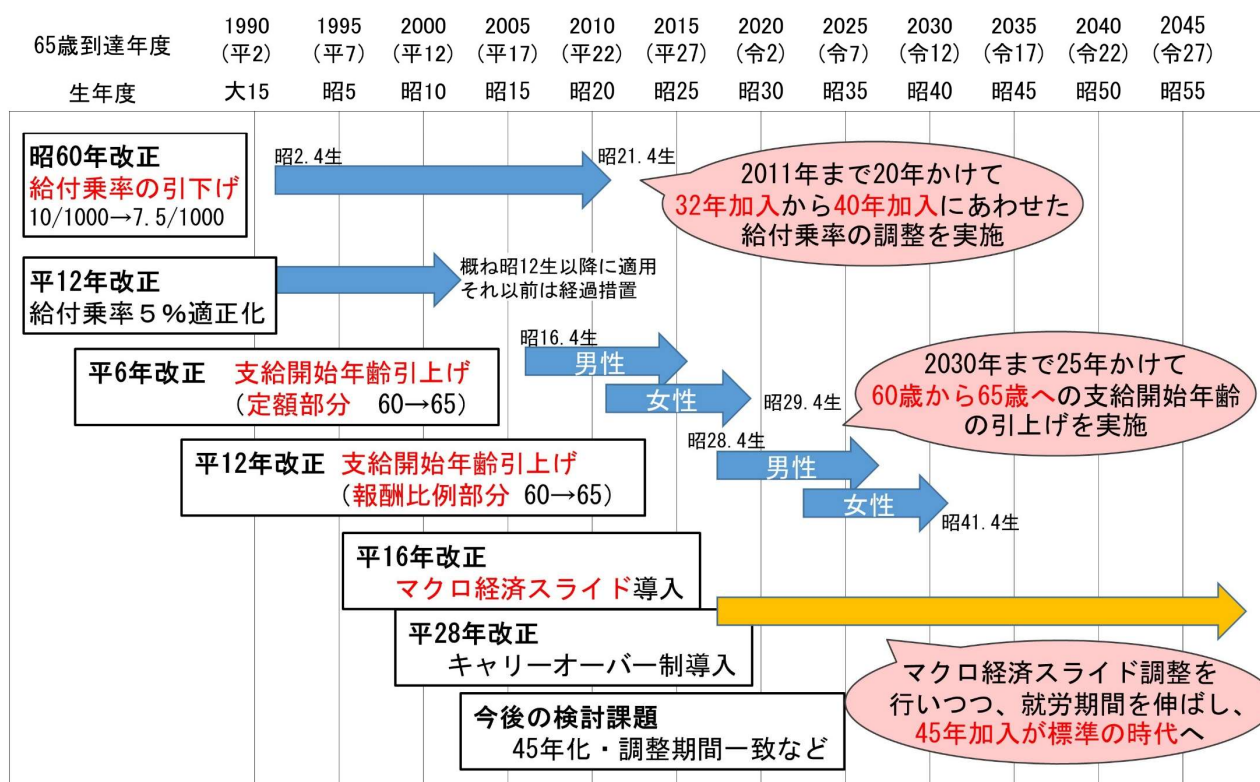 65歳到達年度
1990 1995 2000 2005 2010 2015 2020 2025 2030 2035 2040 2045
(平2) (平7) (平12) (平17) (平22) (平27) (令2) (令7) (令12) (令17) (令22) (令27)
生年度 大15 昭5 昭10 昭15 昭20 昭25 昭30 昭35 昭40 昭45 昭50 昭55
昭60年改正
給付乗率の引下げ
10/1000→7.5/1000
昭2.4生
昭21.4生
2011年まで20年かけて
32年加入から40年加入にあわせた
給付乗率の調整を実施
平12年改正
給付乗率5%適正化
概ね昭12生以降に適用
それ以前は経過措置
平6年改正 支給開始年齢引上げ
(定額部分 60→65)
昭16.4生
男性
女性
昭29.4生
2030年まで25年かけて
60歳から65歳への支給開始年齢
の引上げを実施
平12年改正 支給開始年齢引上げ
(報酬比例部分 60→65)
昭28.4生
男性
女性
昭41.4生
平16年改正
マクロ経済スライド導入
平28年改正
キャリーオーバー制導入
今後の検討課題
45年化・調整期間一致など
マクロ経済スライド調整を
行いつつ、就労期間を伸ばし、
45年加入が標準の時代へ